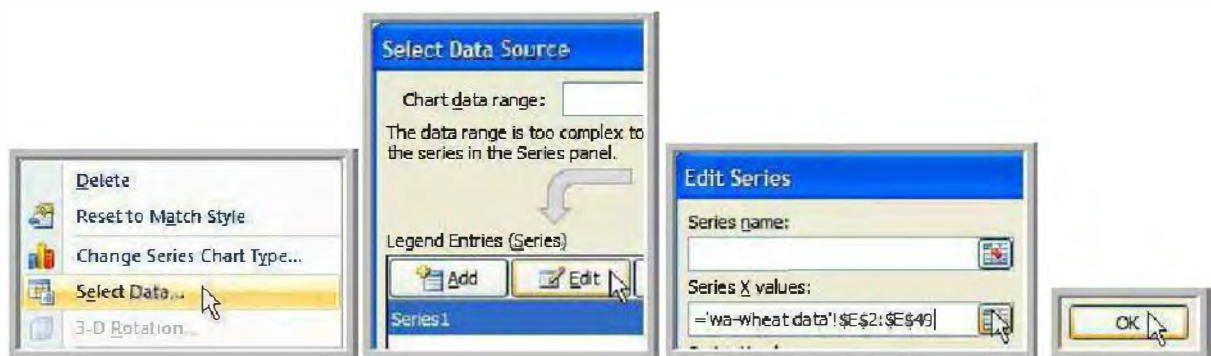 Delete
Reset to Match Style
Change Series Chart Type...
Select Data...
3-D Rotation...
Select Data Source
Chart data range:
The data range is too complex to
the series in the Series panel.
Legend Entries (Series)
Add Edit
Series1
Edit Series
Series name:
Series X values:
='wa-wheat data'!$E$2:$E$49
OK